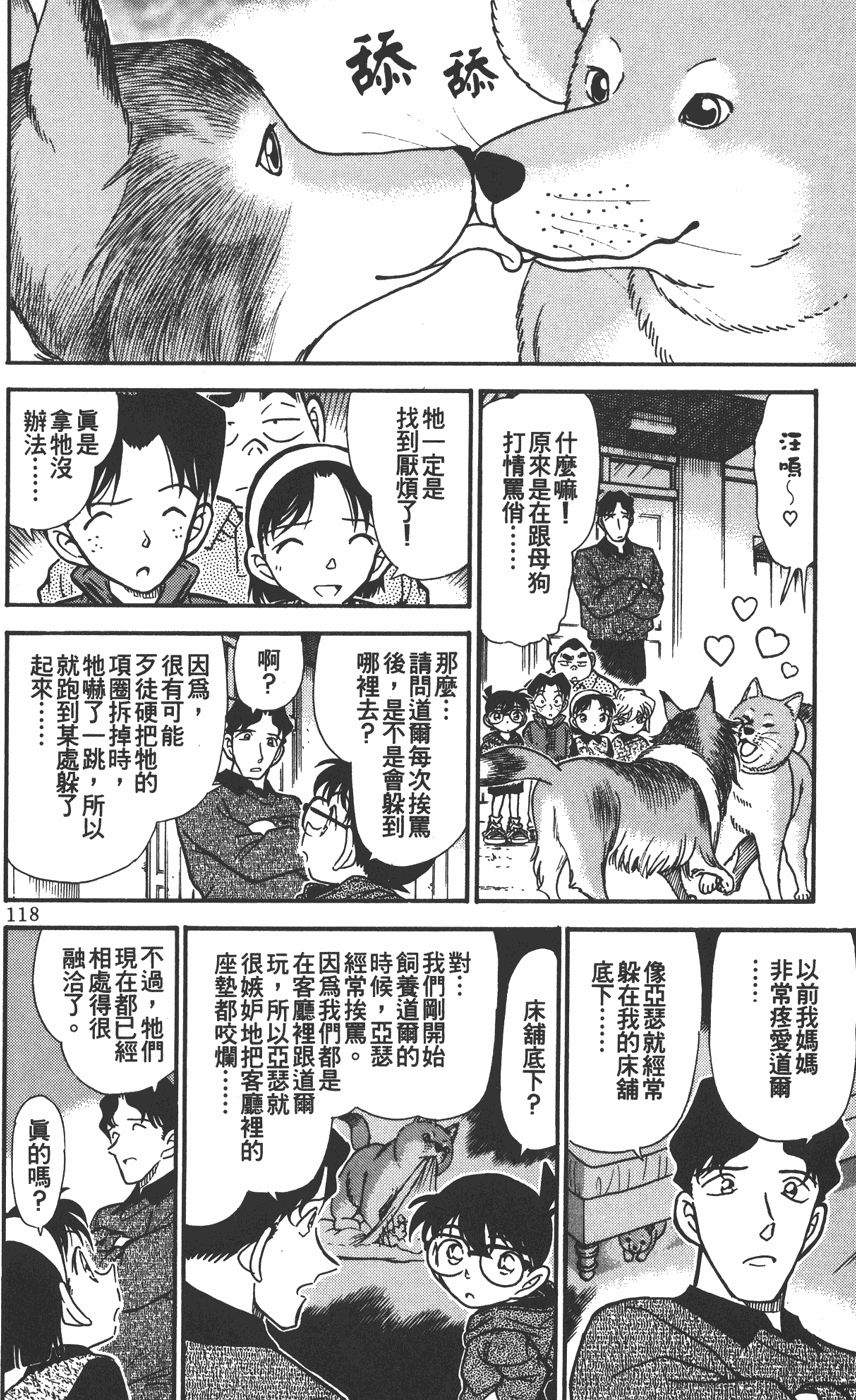 舔
舔
汪嗚～♡
什麼嘛！
原來是在跟母狗
打情罵俏……
牠一定是
找到厭煩了！
眞是
拿牠沒
辦法……
那麼…
請問道爾每次挨罵
後，是不是會躲到
哪裡去？
啊？
因爲，
很有可能
歹徒硬把牠的
項圈拆掉時，
牠嚇了一跳，所以
就跑到某處躲了
起來……
118
以前我媽媽
非常疼愛道爾
……
像亞瑟就經常
躲在我的床舖
底下……
床舖底下？
對…
我們剛開始
飼養道爾的
時候，亞瑟
經常挨罵。
因爲我們都是
在客廳裡跟道爾
玩，所以亞瑟就
很嫉妒地把客廳裡的
座墊都咬爛……
不過，牠們
現在都已經
相處得很
融洽了。
眞的嗎？